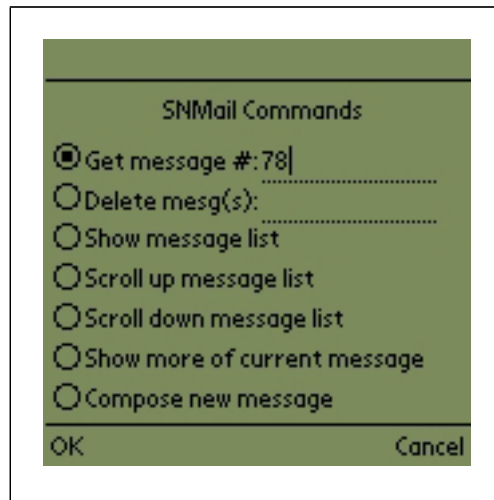 SNMail Commands
Get message #: 78
Delete mesg(s):
Show message list
Scroll up message list
Scroll down message list
Show more of current message
Compose new message
OK Cancel